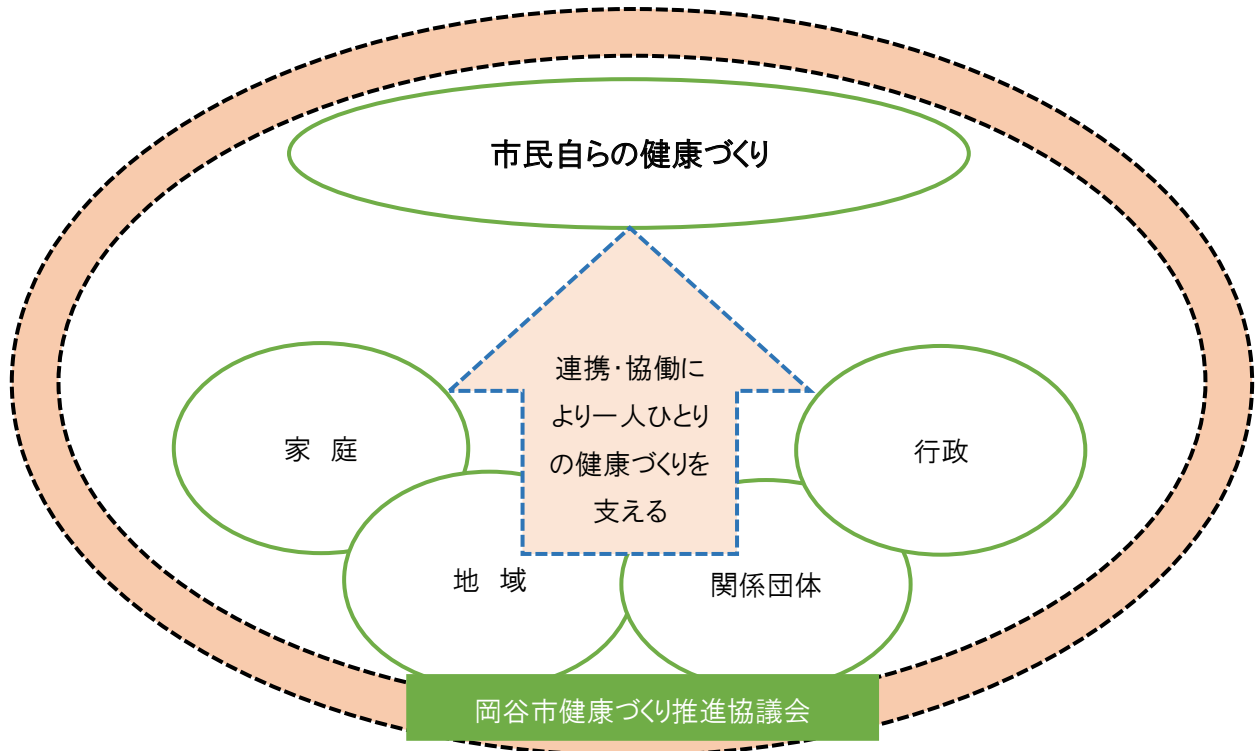 市民自らの健康づくり
連携・協働に
より一人ひとり
の健康づくりを
支える
家　庭
行政
地　域
関係団体
岡谷市健康づくり推進協議会